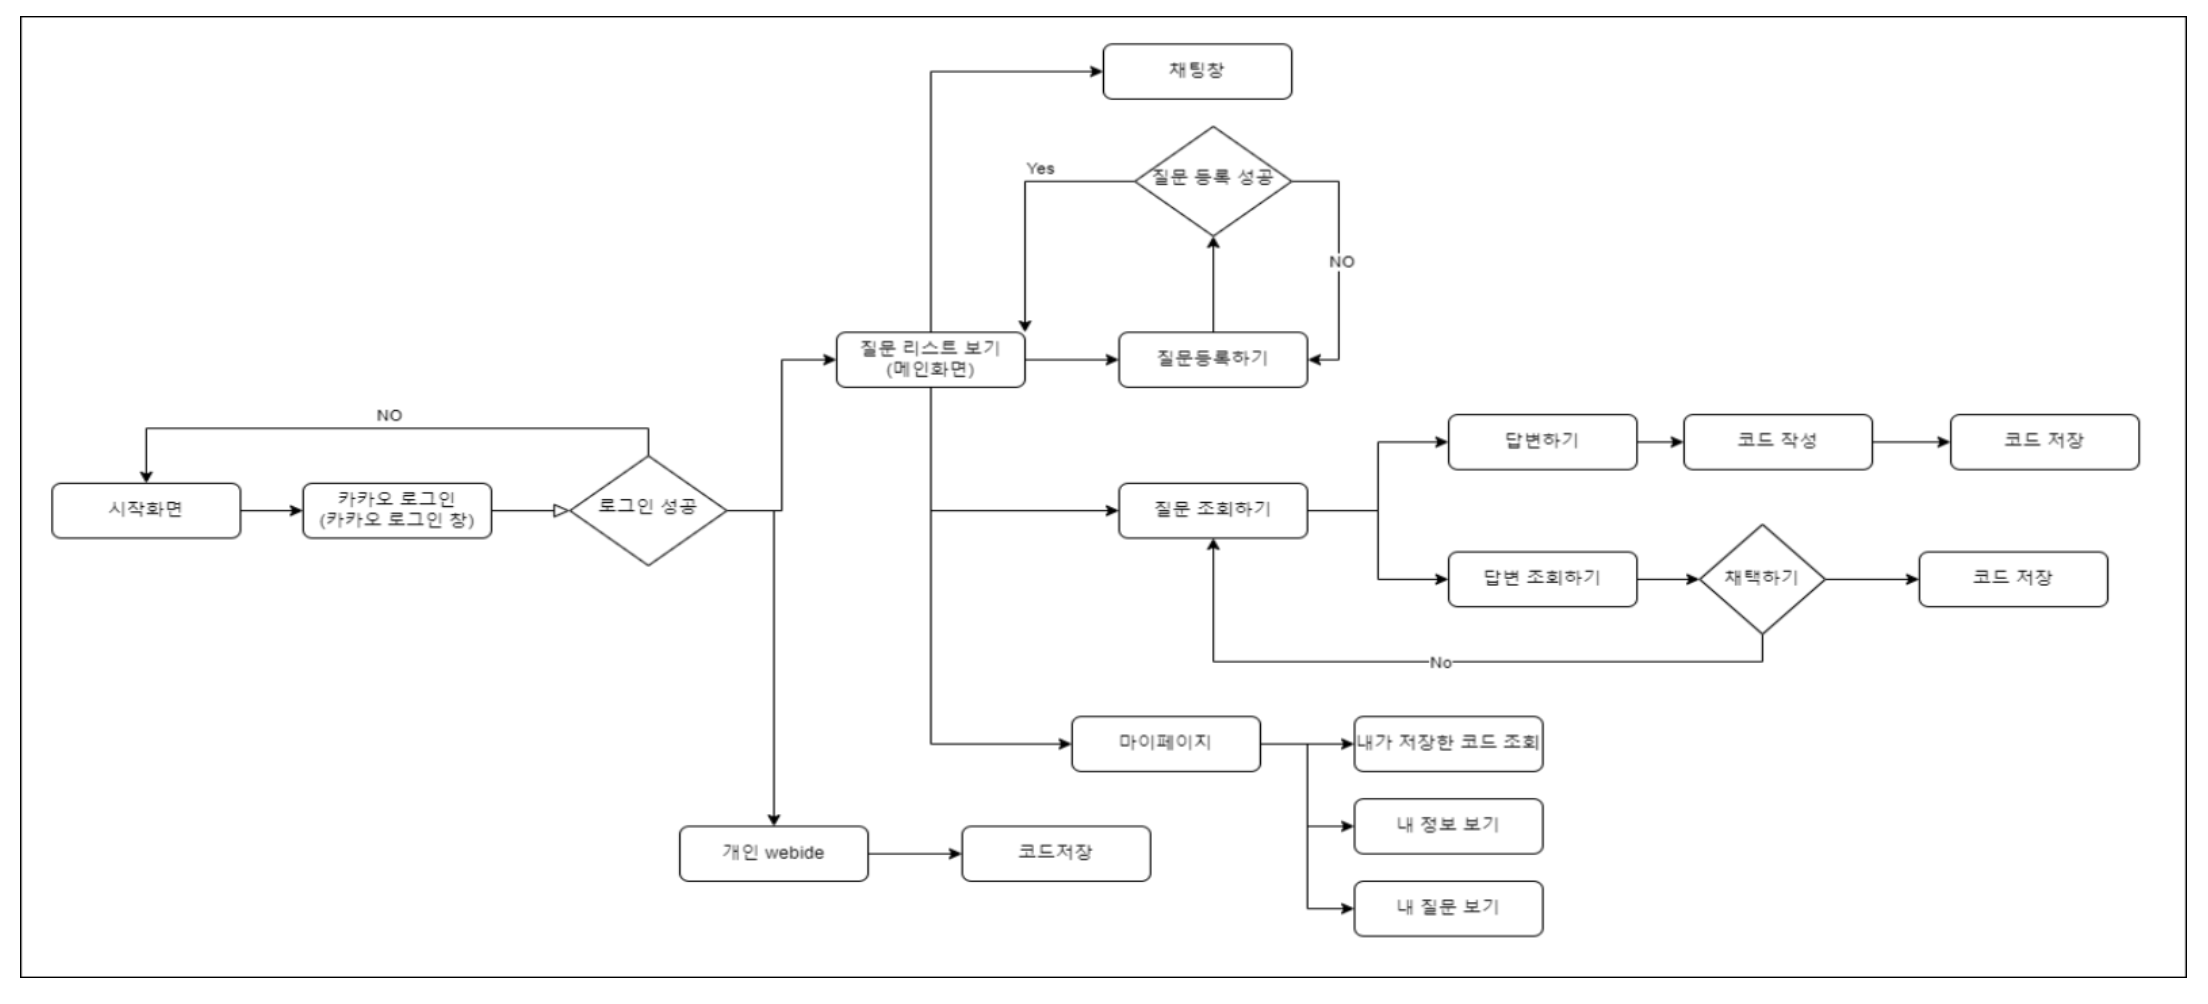 채팅창
Yes
질문 등록 성공
NO
질문 리스트 보기
(메인화면)
질문등록하기
NO
시작화면
카카오 로그인
(카카오 로그인 창)
로그인 성공
답변하기
코드 작성
코드 저장
질문 조회하기
답변 조회하기
채택하기
코드 저장
No
마이페이지
내가 저장한 코드 조회
내 정보 보기
개인 webide
코드저장
내 질문 보기